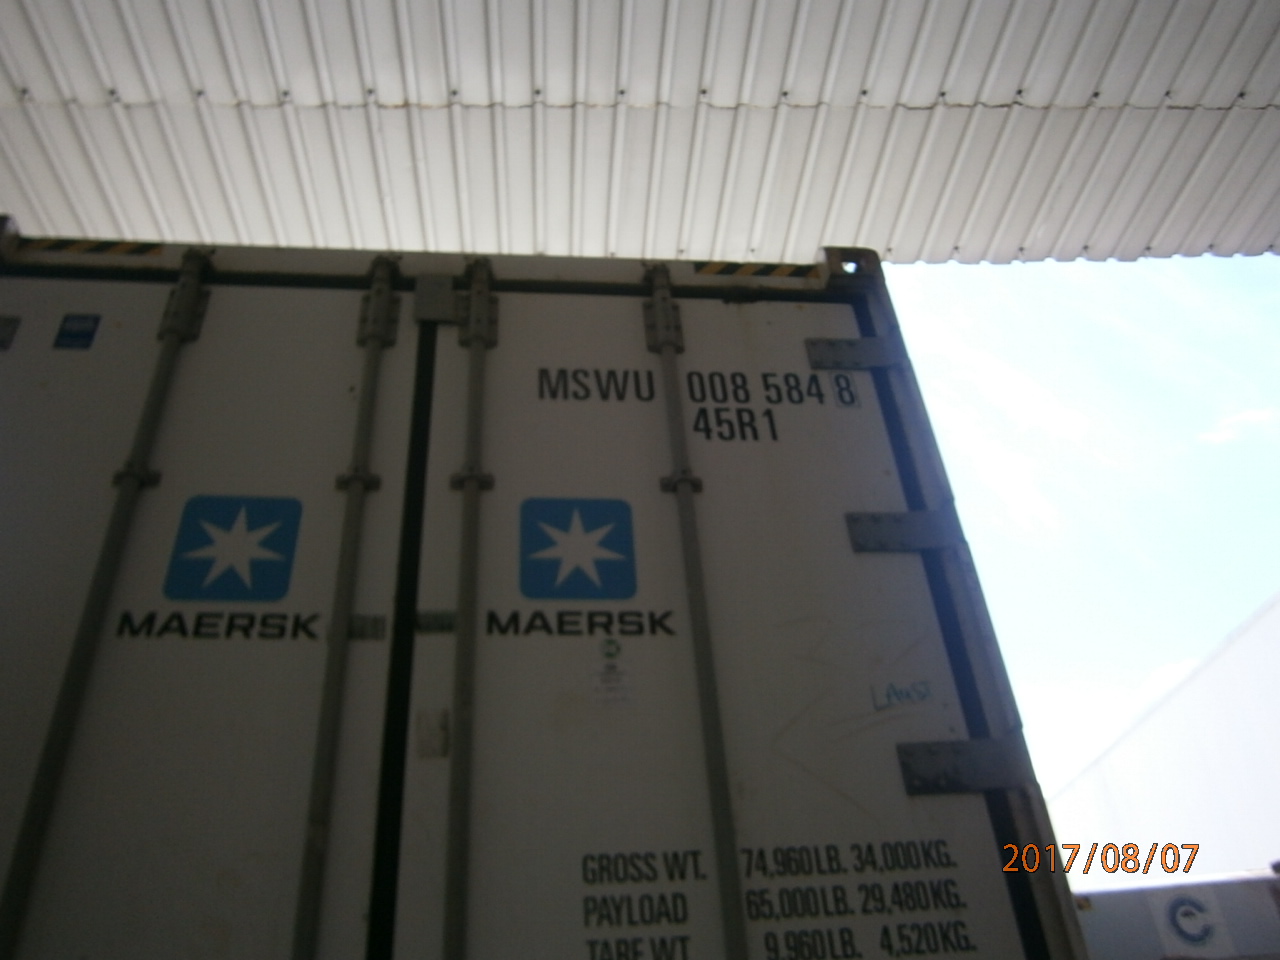 MSWU 008 584 8
45R1
MAERSK
MAERSK
LAUST
GROSS WT. 74,960 LB. 34,000 KG.
PAYLOAD 65,000 LB. 29,480 KG.
TARE WT. 9,960 LB. 4,520 KG.
2017/08/07